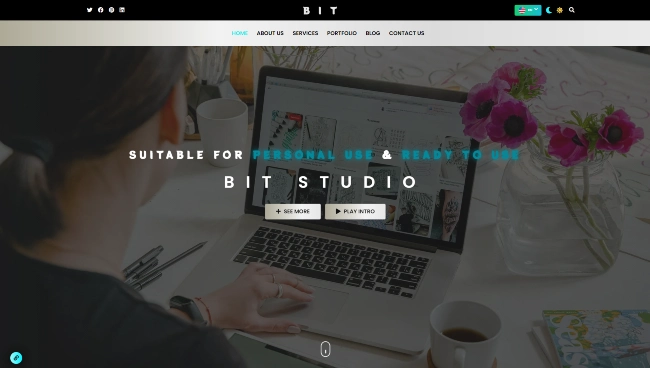 BIT
HOME ABOUT US SERVICES PORTFOLIO BLOG CONTACT US
SUITABLE FOR PERSONAL USE & READY TO USE
BIT STUDIO
SEE MORE PLAY INTRO